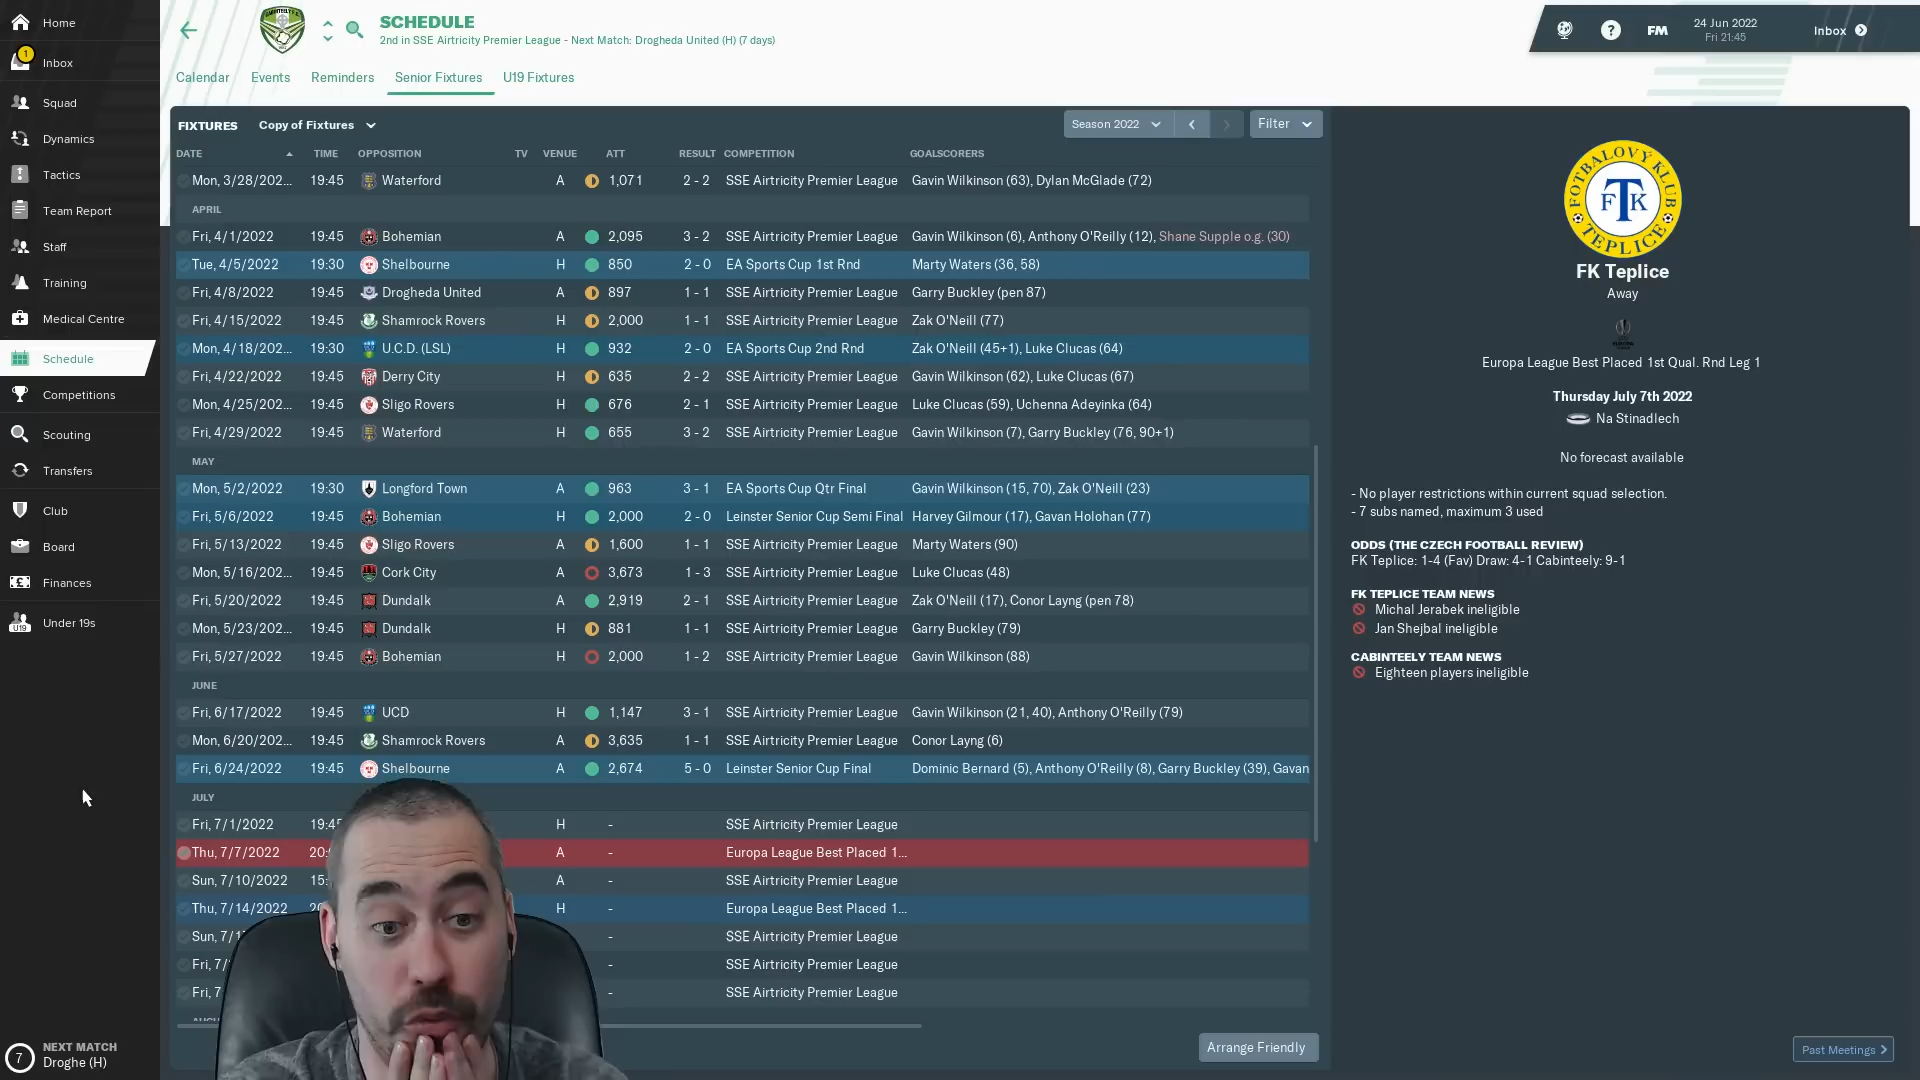 Home
1
Inbox
Squad
Dynamics
Tactics
Team Report
Staff
Training
Medical Centre
Schedule
Competitions
Scouting
Transfers
Club
Board
Finances
U19
Under 19s
7
NEXT MATCH
Droghe (H)
SCHEDULE
2nd in SSE Airtricity Premier League - Next Match: Drogheda United (H) (7 days)
FM
24 Jun 2022
Fri 21:45
Inbox
Calendar Events Reminders Senior Fixtures U19 Fixtures
FIXTURES Copy of Fixtures Season 2022 Filter
DATE TIME OPPOSITION TV VENUE ATT RESULT COMPETITION GOALSCORERS
Mon, 3/28/202... 19:45 Waterford A 1,071 2 - 2 SSE Airtricity Premier League Gavin Wilkinson (63), Dylan McGlade (72)
APRIL
Fri, 4/1/2022 19:45 Bohemian A 2,095 3 - 2 SSE Airtricity Premier League Gavin Wilkinson (6), Anthony O'Reilly (12), Shane Supple o.g. (30)
Tue, 4/5/2022 19:30 Shelbourne H 850 2 - 0 EA Sports Cup 1st Rnd Marty Waters (36, 58)
Fri, 4/8/2022 19:45 Drogheda United A 897 1 - 1 SSE Airtricity Premier League Garry Buckley (pen 87)
Fri, 4/15/2022 19:45 Shamrock Rovers H 2,000 1 - 1 SSE Airtricity Premier League Zak O'Neill (77)
Mon, 4/18/202... 19:30 U.C.D. (LSL) H 932 2 - 0 EA Sports Cup 2nd Rnd Zak O'Neill (45+1), Luke Clucas (64)
Fri, 4/22/2022 19:45 Derry City H 635 2 - 2 SSE Airtricity Premier League Gavin Wilkinson (62), Luke Clucas (67)
Mon, 4/25/202... 19:45 Sligo Rovers H 676 2 - 1 SSE Airtricity Premier League Luke Clucas (59), Uchenna Adeyinka (64)
Fri, 4/29/2022 19:45 Waterford H 655 3 - 2 SSE Airtricity Premier League Gavin Wilkinson (7), Garry Buckley (76, 90+1)
MAY
Mon, 5/2/2022 19:30 Longford Town A 963 3 - 1 EA Sports Cup Qtr Final Gavin Wilkinson (15, 70), Zak O'Neill (23)
Fri, 5/6/2022 19:45 Bohemian H 2,000 2 - 0 Leinster Senior Cup Semi Final Harvey Gilmour (17), Gavan Holohan (77)
Fri, 5/13/2022 19:45 Sligo Rovers A 1,600 1 - 1 SSE Airtricity Premier League Marty Waters (90)
Mon, 5/16/202... 19:45 Cork City A 3,673 1 - 3 SSE Airtricity Premier League Luke Clucas (48)
Fri, 5/20/2022 19:45 Dundalk A 2,919 2 - 1 SSE Airtricity Premier League Zak O'Neill (17), Conor Layng (pen 78)
Mon, 5/23/202... 19:45 Dundalk H 881 1 - 1 SSE Airtricity Premier League Garry Buckley (79)
Fri, 5/27/2022 19:45 Bohemian H 2,000 1 - 2 SSE Airtricity Premier League Gavin Wilkinson (88)
JUNE
Fri, 6/17/2022 19:45 UCD H 1,147 3 - 1 SSE Airtricity Premier League Gavin Wilkinson (21, 40), Anthony O'Reilly (79)
Mon, 6/20/202... 19:45 Shamrock Rovers A 3,635 1 - 1 SSE Airtricity Premier League Conor Layng (6)
Fri, 6/24/2022 19:45 Shelbourne A 2,674 5 - 0 Leinster Senior Cup Final Dominic Bernard (5), Anthony O'Reilly (8), Garry Buckley (39), Gavan
JULY
Fri, 7/1/2022 19:45 H - SSE Airtricity Premier League
Thu, 7/7/2022 20: A - Europa League Best Placed 1...
Sun, 7/10/2022 15: A - SSE Airtricity Premier League
Thu, 7/14/2022 20 H - Europa League Best Placed 1...
Sun, 7/1 - SSE Airtricity Premier League
Fri, 7/ - SSE Airtricity Premier League
Fri, 7 - SSE Airtricity Premier League
Arrange Friendly
FOTBALOVÝ KLUB
FTK
TEPLICE
FK Teplice
Away
Europa League Best Placed 1st Qual. Rnd Leg 1
Thursday July 7th 2022
Na Stinadlech
No forecast available
- No player restrictions within current squad selection.
- 7 subs named, maximum 3 used
ODDS (THE CZECH FOOTBALL REVIEW)
FK Teplice: 1-4 (Fav) Draw: 4-1 Cabinteely: 9-1
FK TEPLICE TEAM NEWS
Michal Jerabek ineligible
Jan Shejbal ineligible
CABINTEELY TEAM NEWS
Eighteen players ineligible
Past Meetings